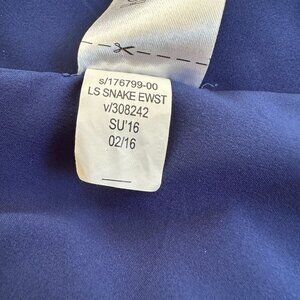 s/176799-00
LS SNAKE EWST
v/308242
SU'16
02/16